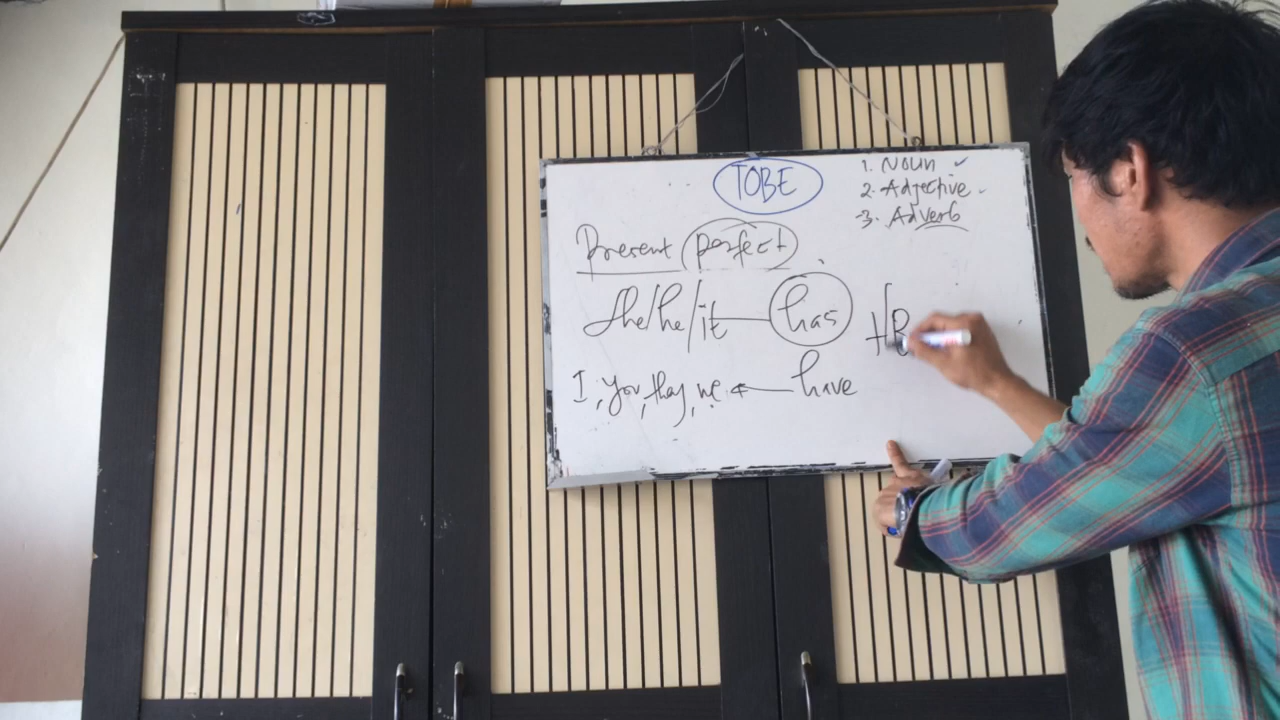 TOBE
1. Noun ✓
2. Adjective
3. Adverb
Present perfect
She/he/it — has
I, you, they, we ← have
+B